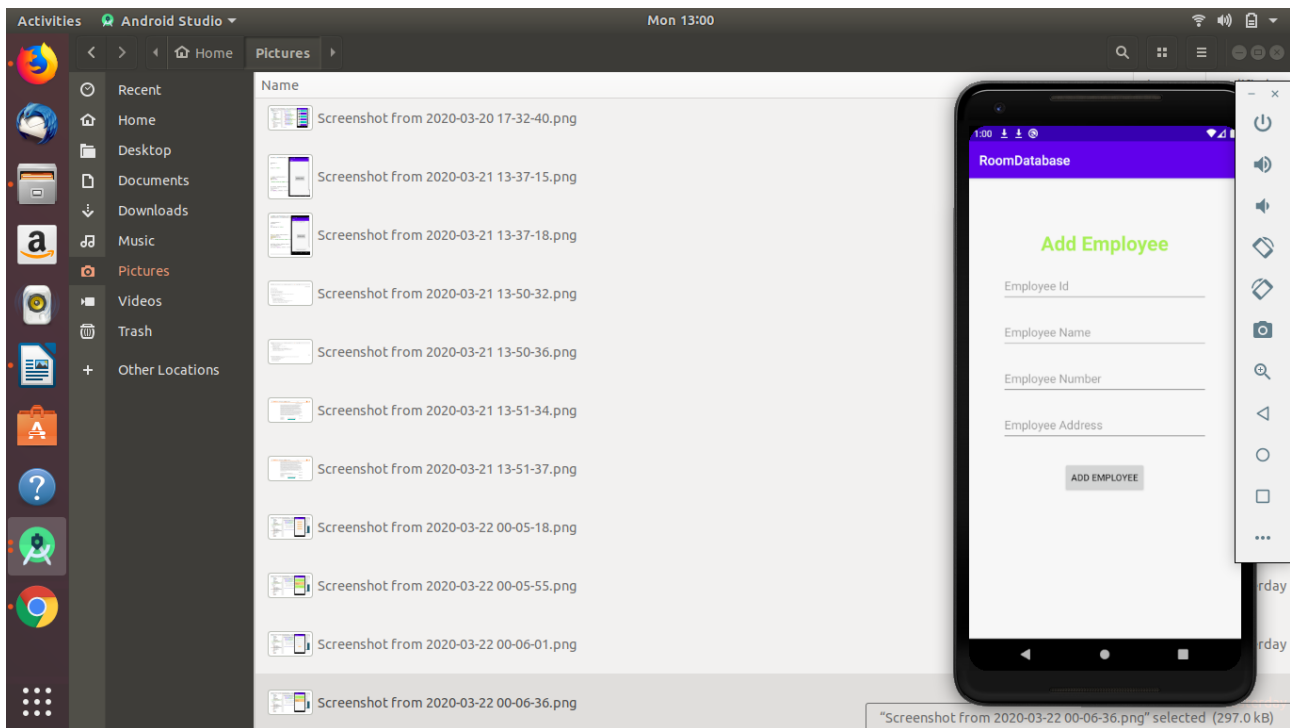 Activities Android Studio Mon 13:00
Home Pictures
Recent
Home
Desktop
Documents
Downloads
Music
Pictures
Videos
Trash
+ Other Locations
Name
Screenshot from 2020-03-20 17-32-40.png
Screenshot from 2020-03-21 13-37-15.png
Screenshot from 2020-03-21 13-37-18.png
Screenshot from 2020-03-21 13-50-32.png
Screenshot from 2020-03-21 13-50-36.png
Screenshot from 2020-03-21 13-51-34.png
Screenshot from 2020-03-21 13-51-37.png
Screenshot from 2020-03-22 00-05-18.png
Screenshot from 2020-03-22 00-05-55.png
rday
Screenshot from 2020-03-22 00-06-01.png
rday
Screenshot from 2020-03-22 00-06-36.png
"Screenshot from 2020-03-22 00-06-36.png" selected (297.0 kB)
1:00
RoomDatabase
Add Employee
Employee Id
Employee Name
Employee Number
Employee Address
ADD EMPLOYEE